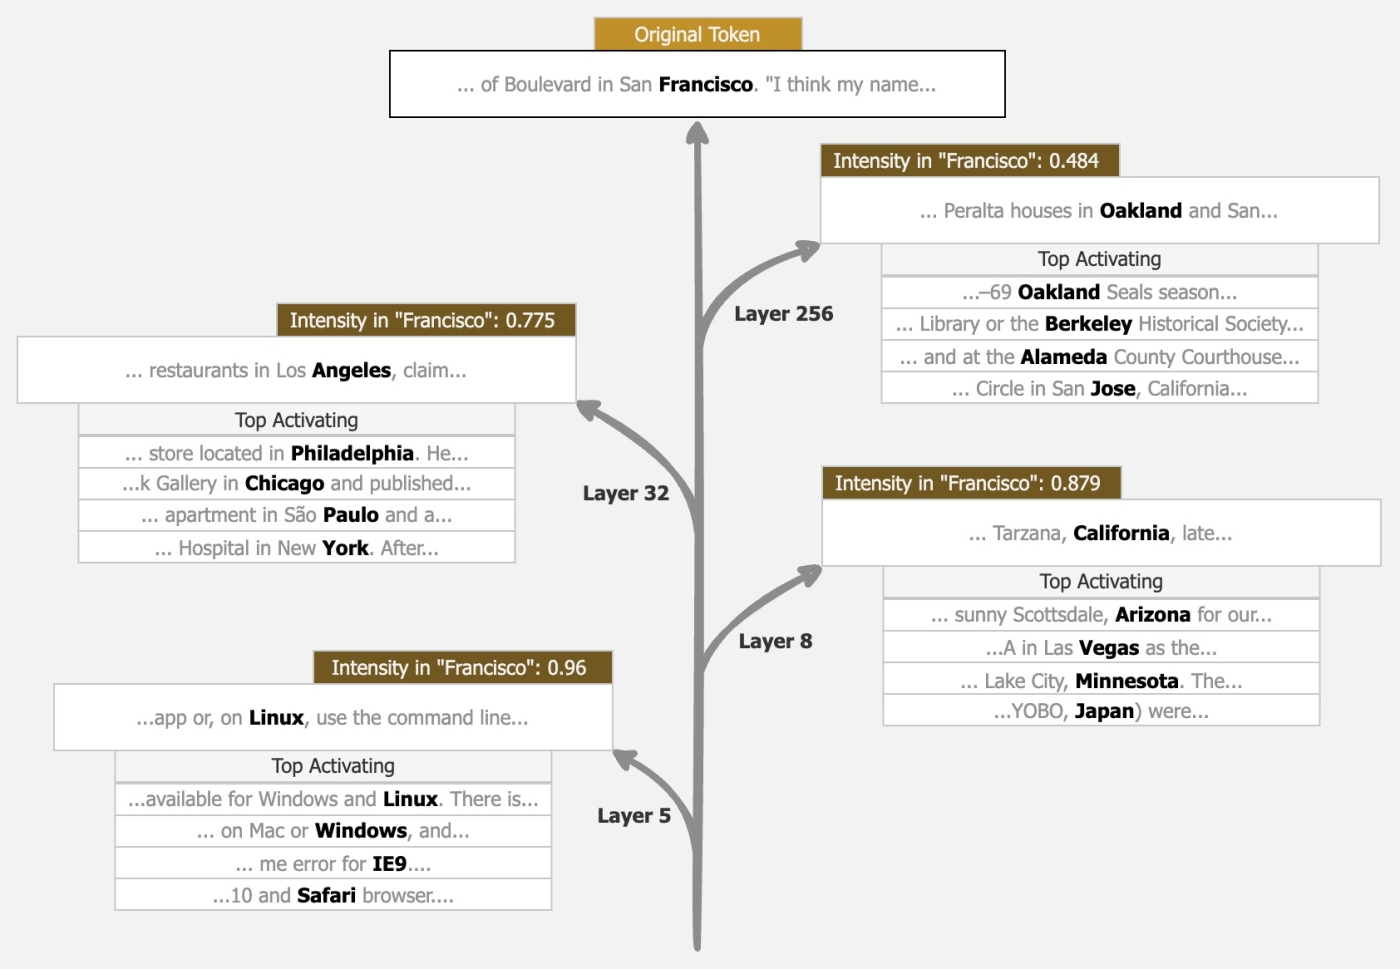 Original Token
... of Boulevard in San Francisco. "I think my name...
Intensity in "Francisco": 0.484
... Peralta houses in Oakland and San...
Top Activating
...–69 Oakland Seals season...
... Library or the Berkeley Historical Society...
... and at the Alameda County Courthouse...
... Circle in San Jose, California...
Layer 256
Intensity in "Francisco": 0.775
... restaurants in Los Angeles, claim...
Top Activating
... store located in Philadelphia. He...
...k Gallery in Chicago and published...
... apartment in São Paulo and a...
... Hospital in New York. After...
Layer 32
Intensity in "Francisco": 0.879
... Tarzana, California, late...
Top Activating
... sunny Scottsdale, Arizona for our...
...A in Las Vegas as the...
... Lake City, Minnesota. The...
...YOBO, Japan) were...
Layer 8
Intensity in "Francisco": 0.96
...app or, on Linux, use the command line...
Top Activating
...available for Windows and Linux. There is...
... on Mac or Windows, and...
... me error for IE9....
...10 and Safari browser....
Layer 5